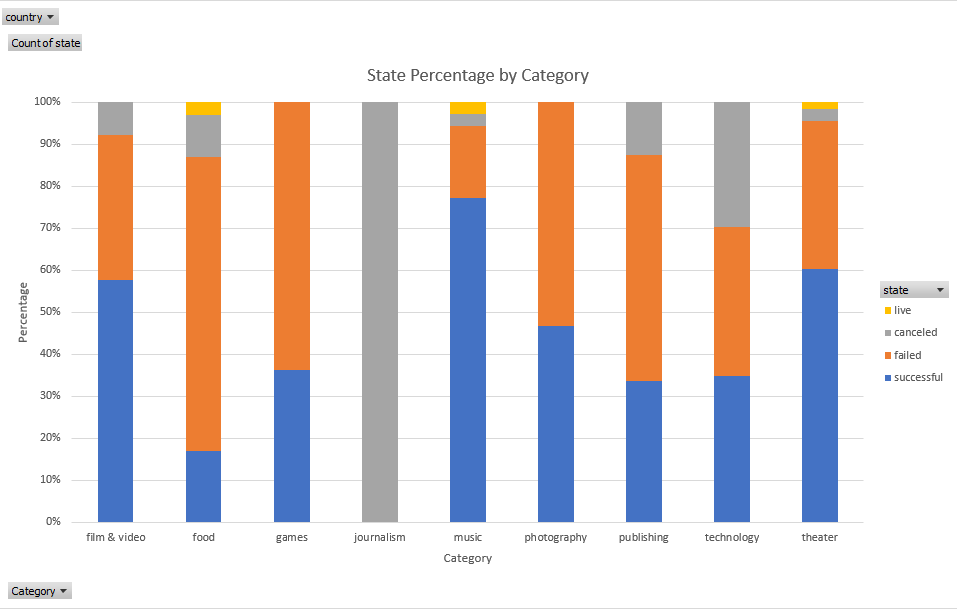 country
Count of state
State Percentage by Category
100%
90%
80%
70%
60%
50%
40%
30%
20%
10%
0%
Percentage
film & video food games journalism music photography publishing technology theater
Category
state
live
canceled
failed
successful
Category